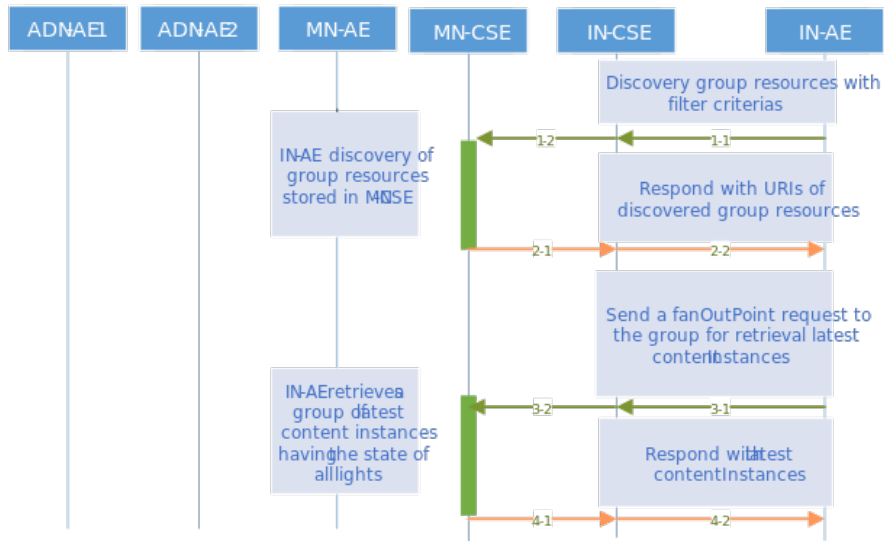 ADN-AE1
ADN-AE2
MN-AE
MN-CSE
IN-CSE
IN-AE
Discovery group resources with
filter criterias
1-2
1-1
IN-AE discovery of
group resources
stored in MN-CSE
Respond with URIs of
discovered group resources
2-1
2-2
Send a fanOutPoint request to
the group for retrieval latest
contentInstances
IN-AE retrieves a
group of latest
content instances
having the state of
all lights
3-2
3-1
Respond with latest
contentInstances
4-1
4-2